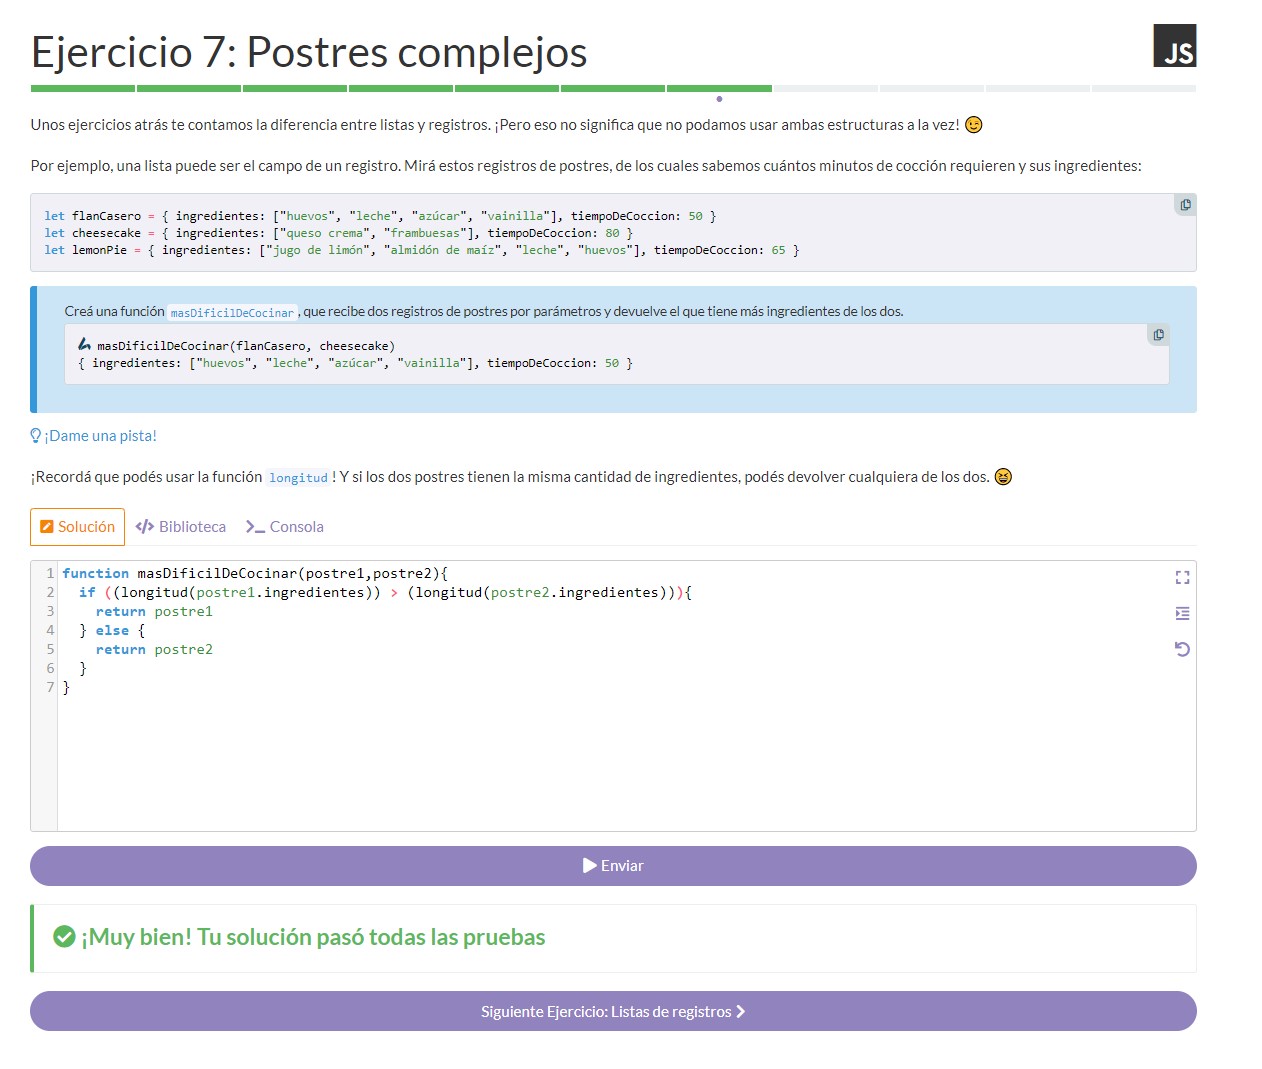 Ejercicio 7: Postres complejos
JS
Unos ejercicios atrás te contamos la diferencia entre listas y registros. ¡Pero eso no significa que no podamos usar ambas estructuras a la vez! 😉
Por ejemplo, una lista puede ser el campo de un registro. Mirá estos registros de postres, de los cuales sabemos cuántos minutos de cocción requieren y sus ingredientes:
let flanCasero = { ingredientes: ["huevos", "leche", "azúcar", "vainilla"], tiempoDeCoccion: 50 }
let cheesecake = { ingredientes: ["queso crema", "frambuesas"], tiempoDeCoccion: 80 }
let lemonPie = { ingredientes: ["jugo de limón", "almidón de maíz", "leche", "huevos"], tiempoDeCoccion: 65 }
Creá una función masDificilDeCocinar, que recibe dos registros de postres por parámetros y devuelve el que tiene más ingredientes de los dos.
masDificilDeCocinar(flanCasero, cheesecake)
{ ingredientes: ["huevos", "leche", "azúcar", "vainilla"], tiempoDeCoccion: 50 }
¡Dame una pista!
¡Recordá que podés usar la función longitud! Y si los dos postres tienen la misma cantidad de ingredientes, podés devolver cualquiera de los dos. 😆
Solución Biblioteca Consola
1 function masDificilDeCocinar(postre1,postre2){
2 if ((longitud(postre1.ingredientes)) > (longitud(postre2.ingredientes))){
3 return postre1
4 } else {
5 return postre2
6 }
7 }
Enviar
¡Muy bien! Tu solución pasó todas las pruebas
Siguiente Ejercicio: Listas de registros